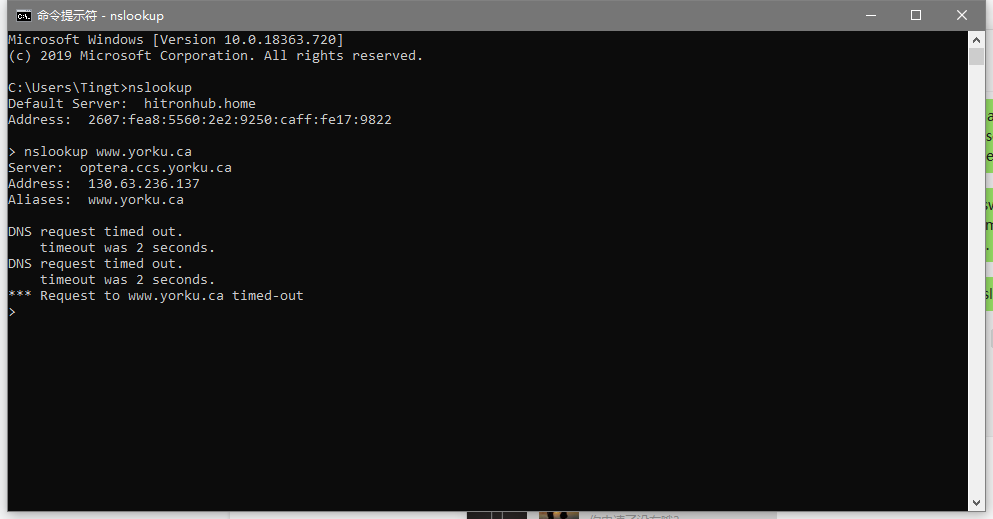 命令提示符 - nslookup
Microsoft Windows [Version 10.0.18363.720]
(c) 2019 Microsoft Corporation. All rights reserved.
C:\Users\Tingt>nslookup
Default Server:  hitronhub.home
Address:  2607:fea8:5560:2e2:9250:caff:fe17:9822
> nslookup www.yorku.ca
Server:  optera.ccs.yorku.ca
Address:  130.63.236.137
Aliases:  www.yorku.ca
DNS request timed out.
    timeout was 2 seconds.
DNS request timed out.
    timeout was 2 seconds.
*** Request to www.yorku.ca timed-out
>